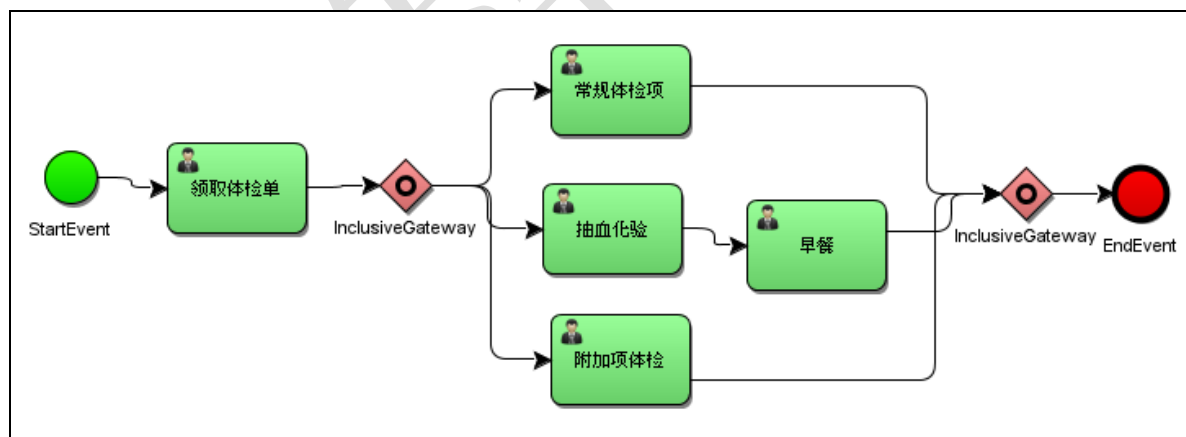 常规体检项
领取体检单
StartEvent
InclusiveGateway
抽血化验
早餐
InclusiveGateway
EndEvent
附加项体检